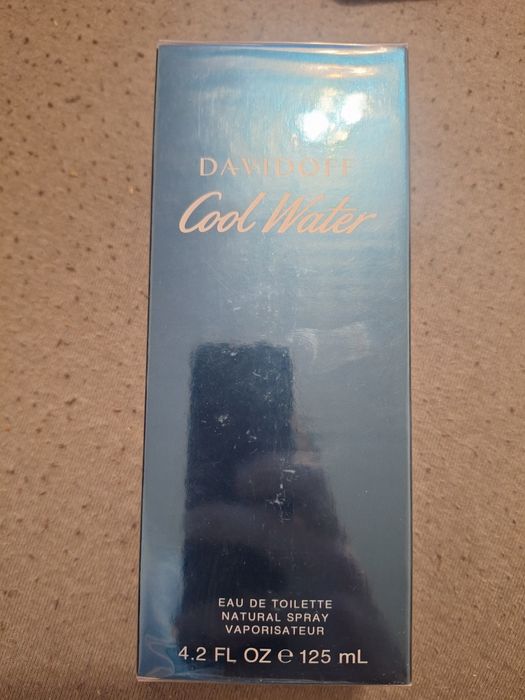 DAVIDOFF
Cool Water
EAU DE TOILETTE
NATURAL SPRAY
VAPORISATEUR
4.2 FL OZ ℮ 125 mL